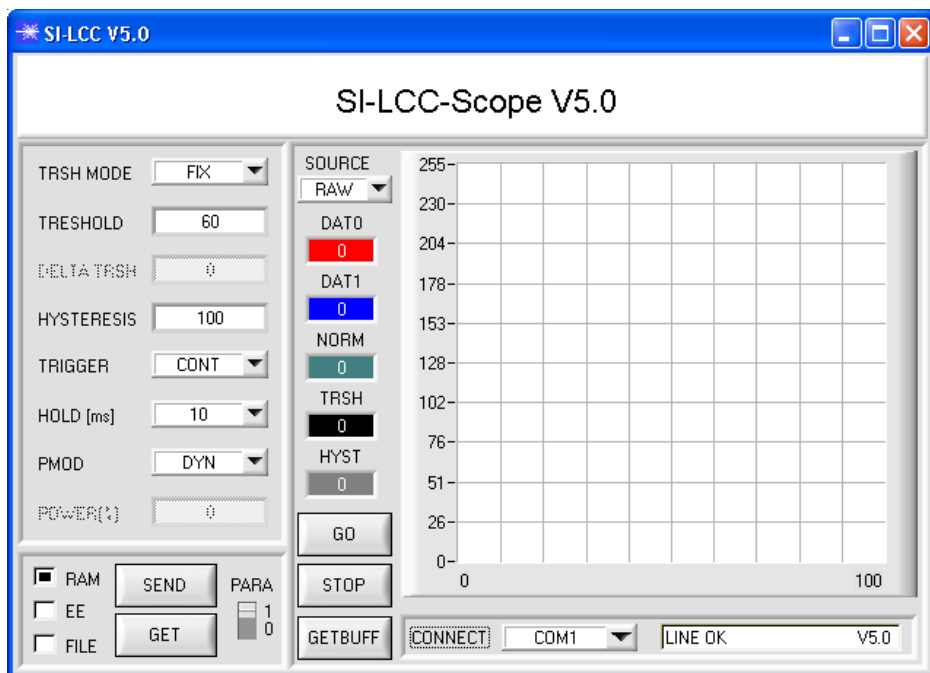 SI-LCC V5.0
SI-LCC-Scope V5.0
TRSH MODE FIX
TRESHOLD 60
DELTA TRSH 0
HYSTERESIS 100
TRIGGER CONT
HOLD [ms] 10
PMOD DYN
POWER(%) 0
RAM
EE
FILE
SEND
GET
PARA
1
0
SOURCE
RAW
DAT0
0
DAT1
0
NORM
0
TRSH
0
HYST
0
GO
STOP
GETBUFF
255
230
204
178
153
128
102
76
51
26
0
0 100
CONNECT COM1 LINE OK V5.0